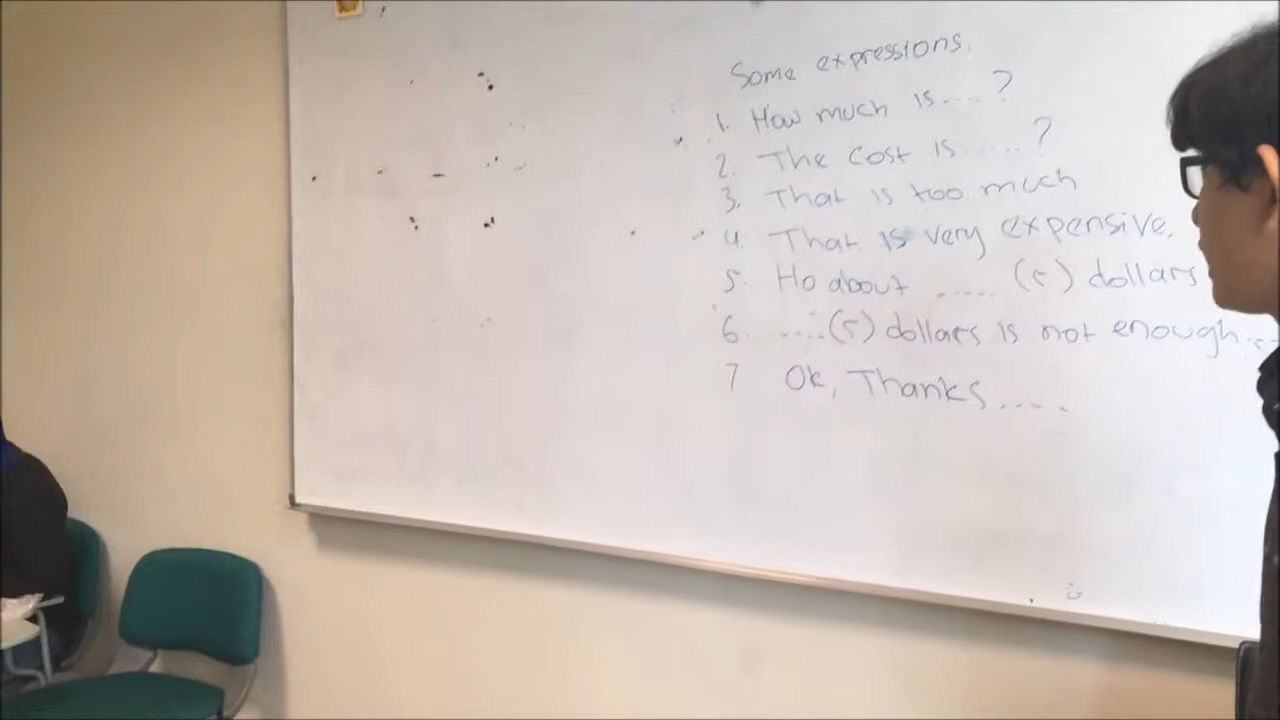 Some expressions.
1. How much is....?
2. The cost is .....?
3. That is too much
4. That is very expensive.
5. Ho about ...... (5) dollars
6. .....(5) dollars is not enough...
7 Ok, Thanks.....